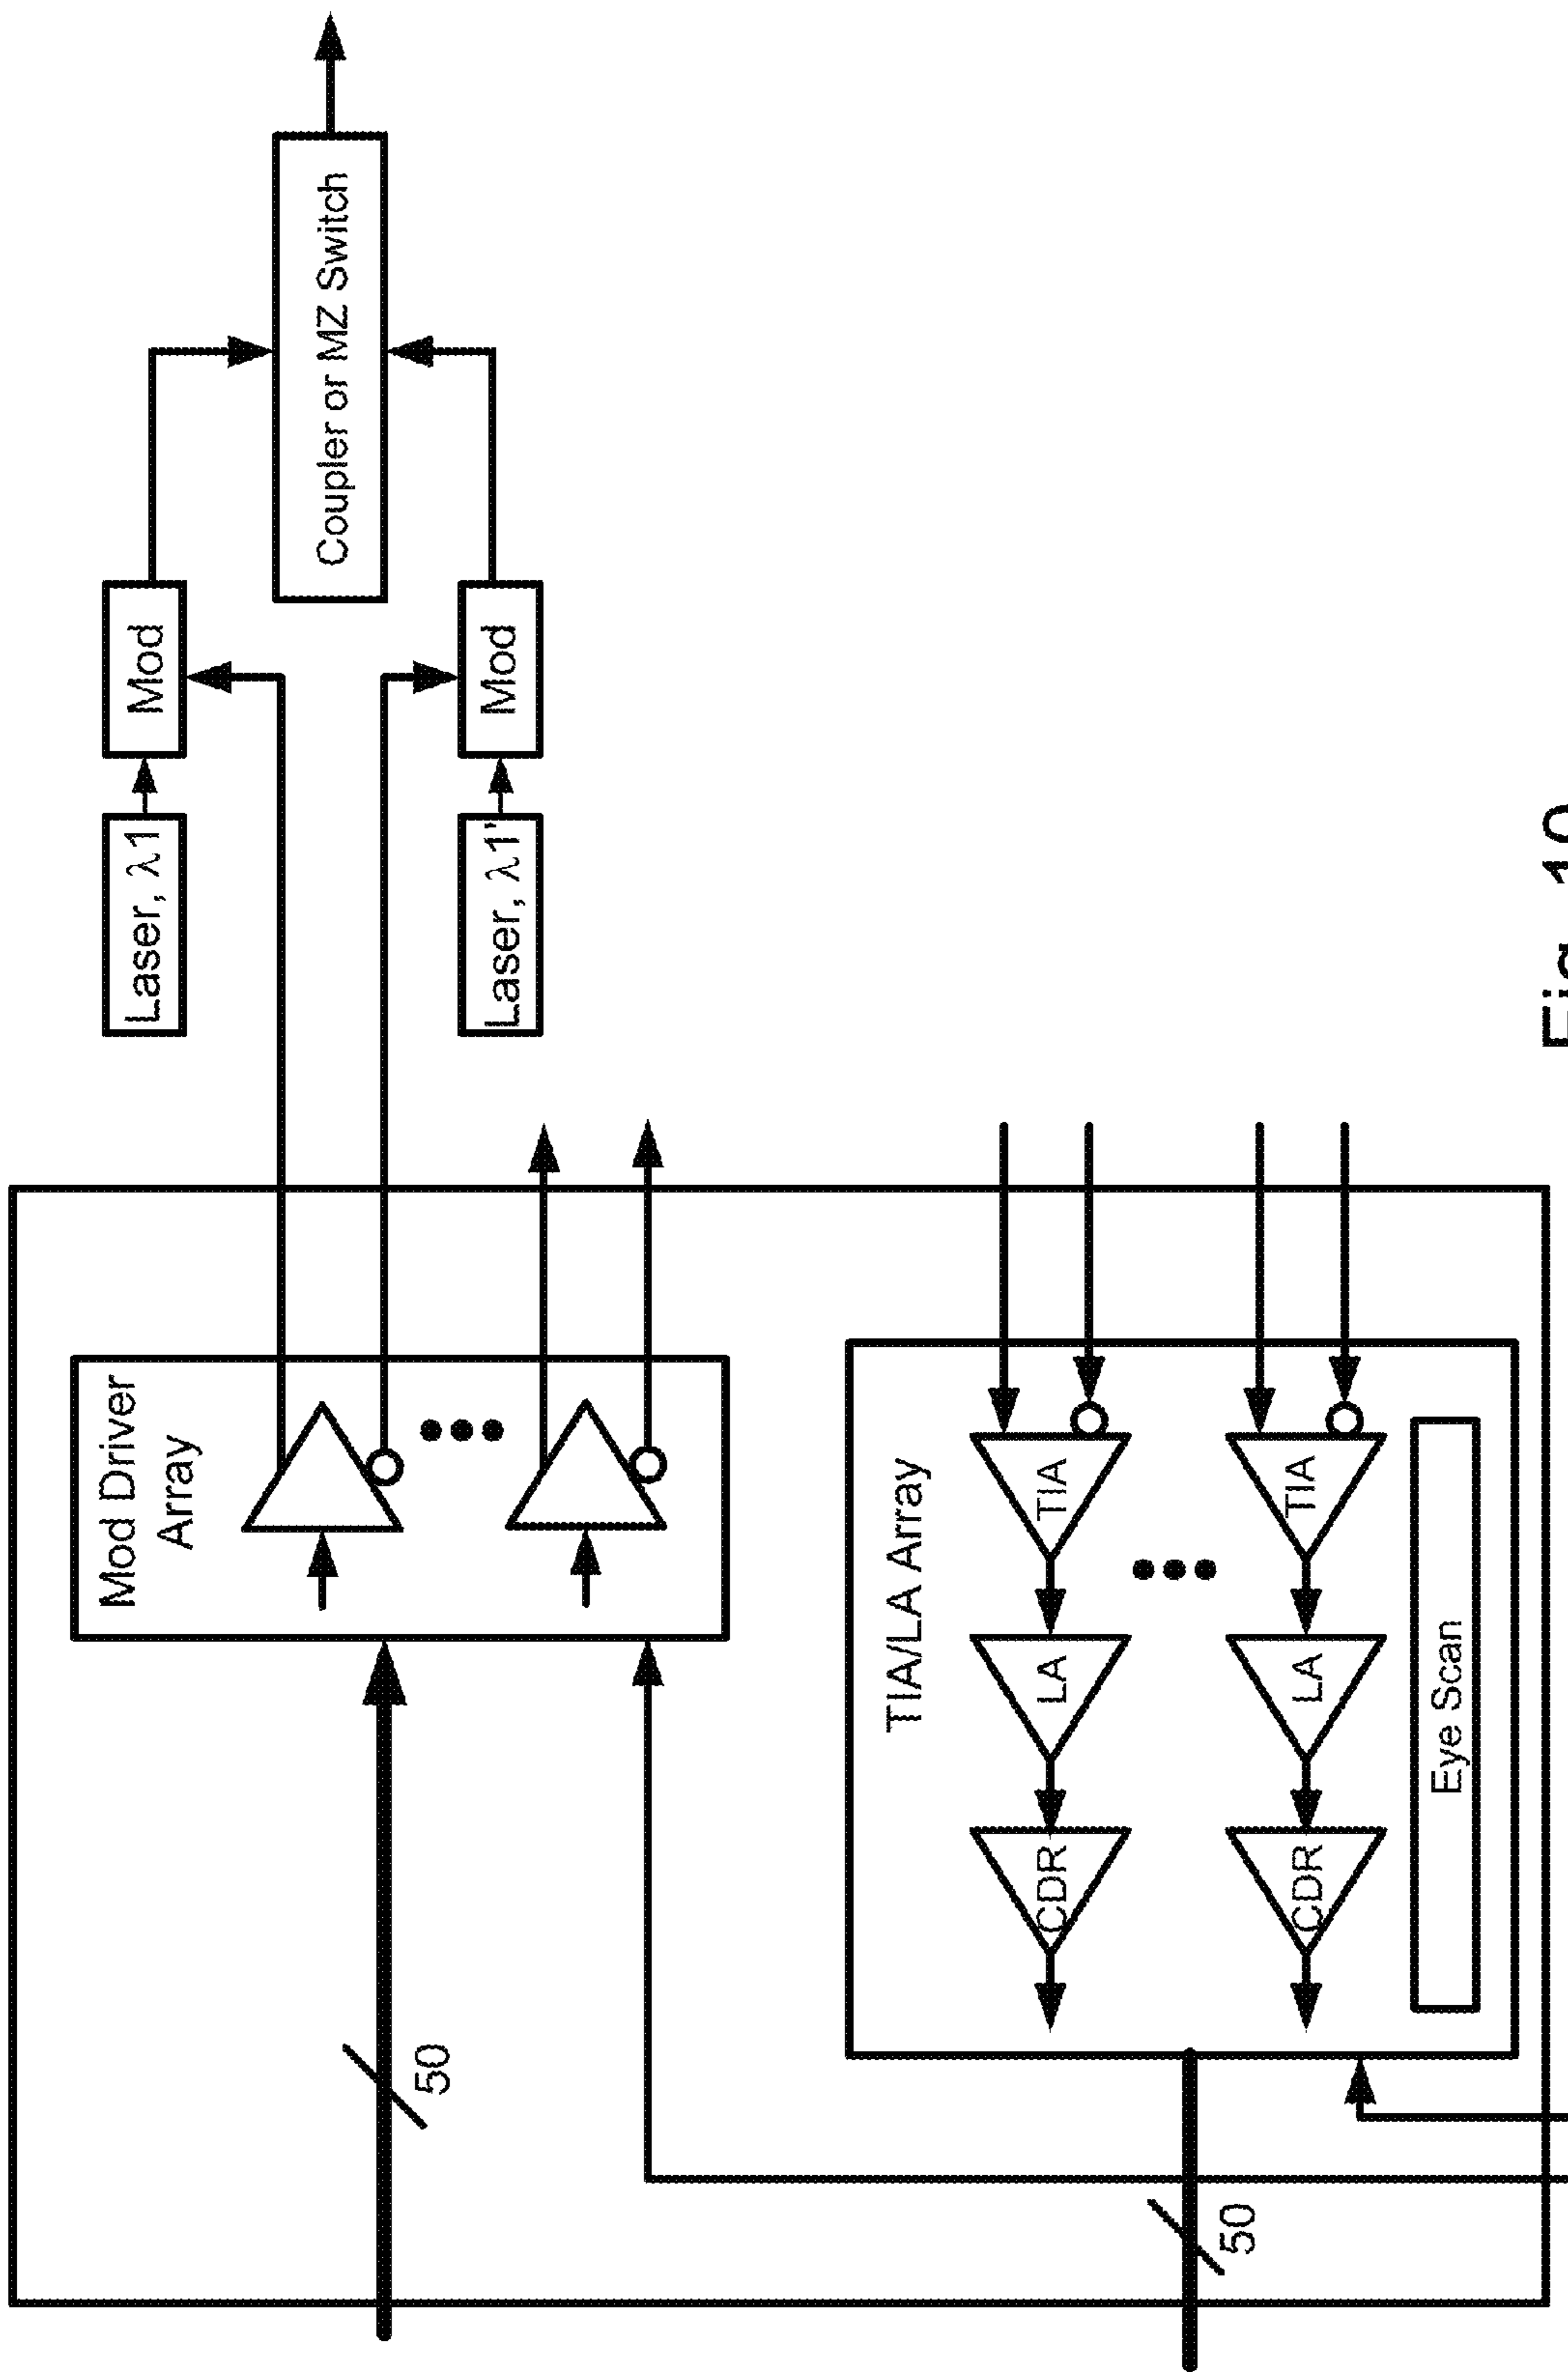 Laser, λ1
Mod
Coupler or MZ Switch
Laser, λ1'
Mod
Mod Driver
Array
50
TIA/LA Array
CDR
LA
TIA
CDR
LA
TIA
Eye Scan
50